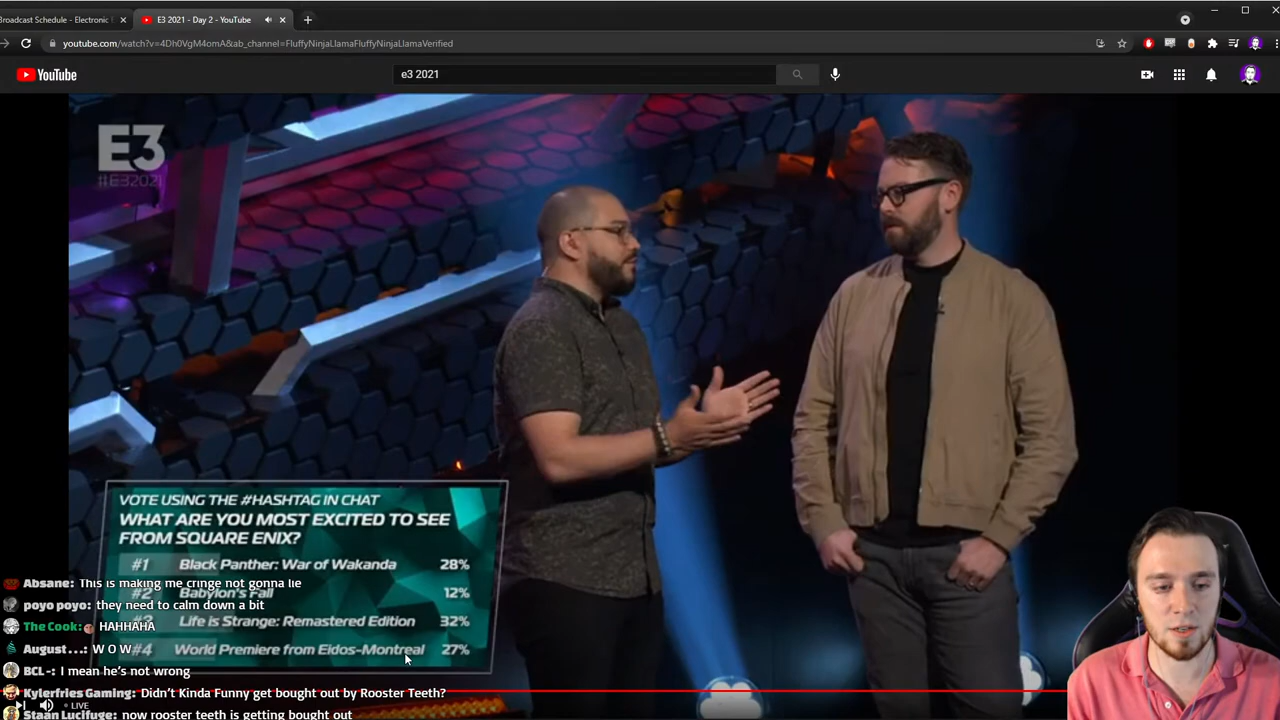 Broadcast Schedule - Electronic E
E3 2021 - Day 2 - YouTube
youtube.com/watch?v=4Dh0VgM4omA&ab_channel=FluffyNinjaLlamaFluffyNinjaLlamaVerified
YouTube
e3 2021
E3
#E32021
VOTE USING THE #HASHTAG IN CHAT
WHAT ARE YOU MOST EXCITED TO SEE
FROM SQUARE ENIX?
#1 Black Panther: War of Wakanda 28%
#2 Babylon's Fall 12%
#3 Life is Strange: Remastered Edition 32%
#4 World Premiere from Eidos-Montreal 27%
Absane: This is making me cringe not gonna lie
poyo poyo: they need to calm down a bit
The Cook: HAHHAHA
August...: W O W
BCL-: I mean he's not wrong
Kylerfries Gaming: Didn't Kinda Funny get bought out by Rooster Teeth?
LIVE
Staan Lucifuge: now rooster teeth is getting bought out